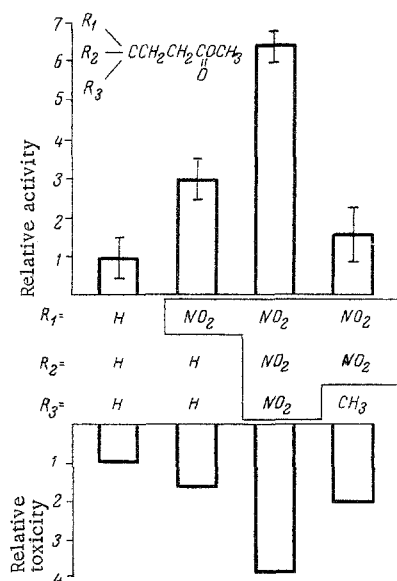 7
6
5
4
3
2
1
Relative activity
R1
R2 CCH2CH2COCH3
O
R3
R1= H NO2 NO2 NO2
R2= H H NO2 NO2
R3= H H NO2 CH3
1
2
3
4
Relative
toxicity